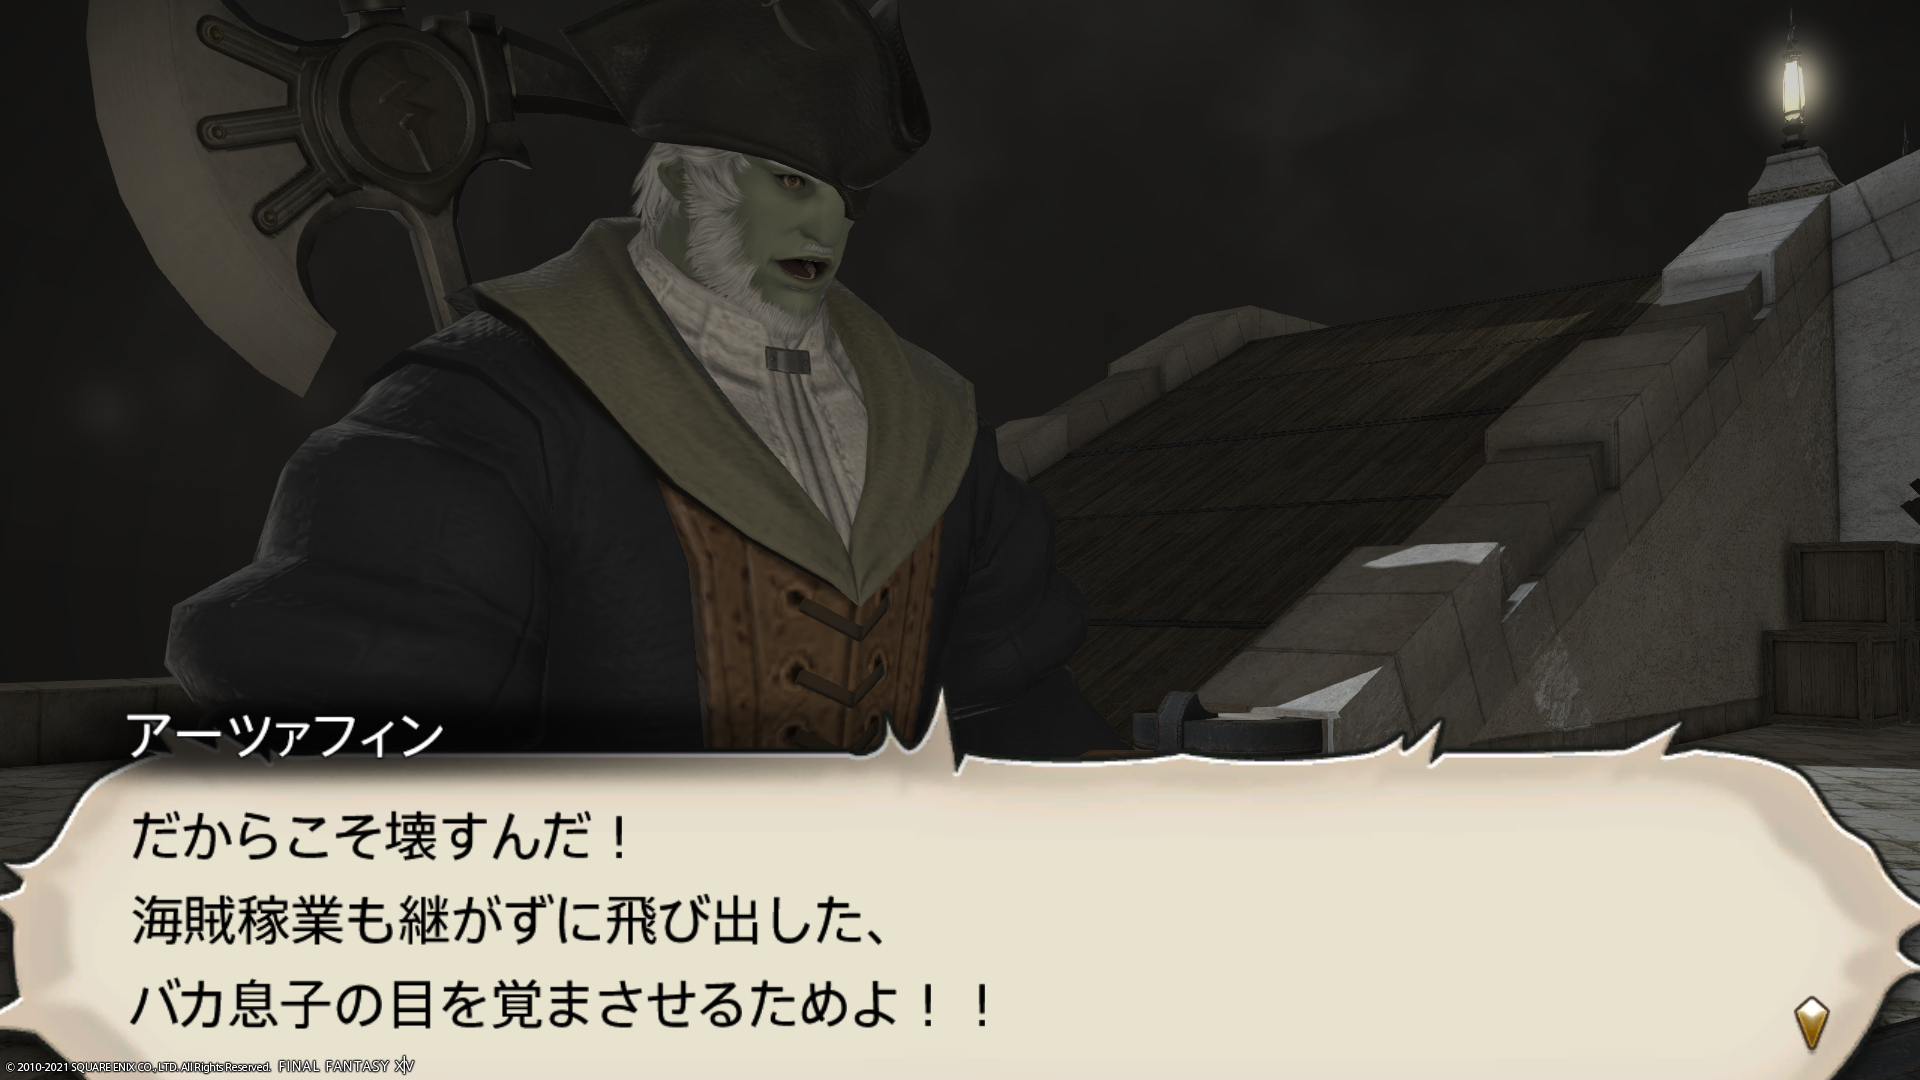 アーツァフィン
だからこそ壊すんだ！
海賊稼業も継がずに飛び出した、
バカ息子の目を覚まさせるためよ！！
© 2010-2021 SQUARE ENIX CO., LTD. All Rights Reserved. FINAL FANTASY XIV